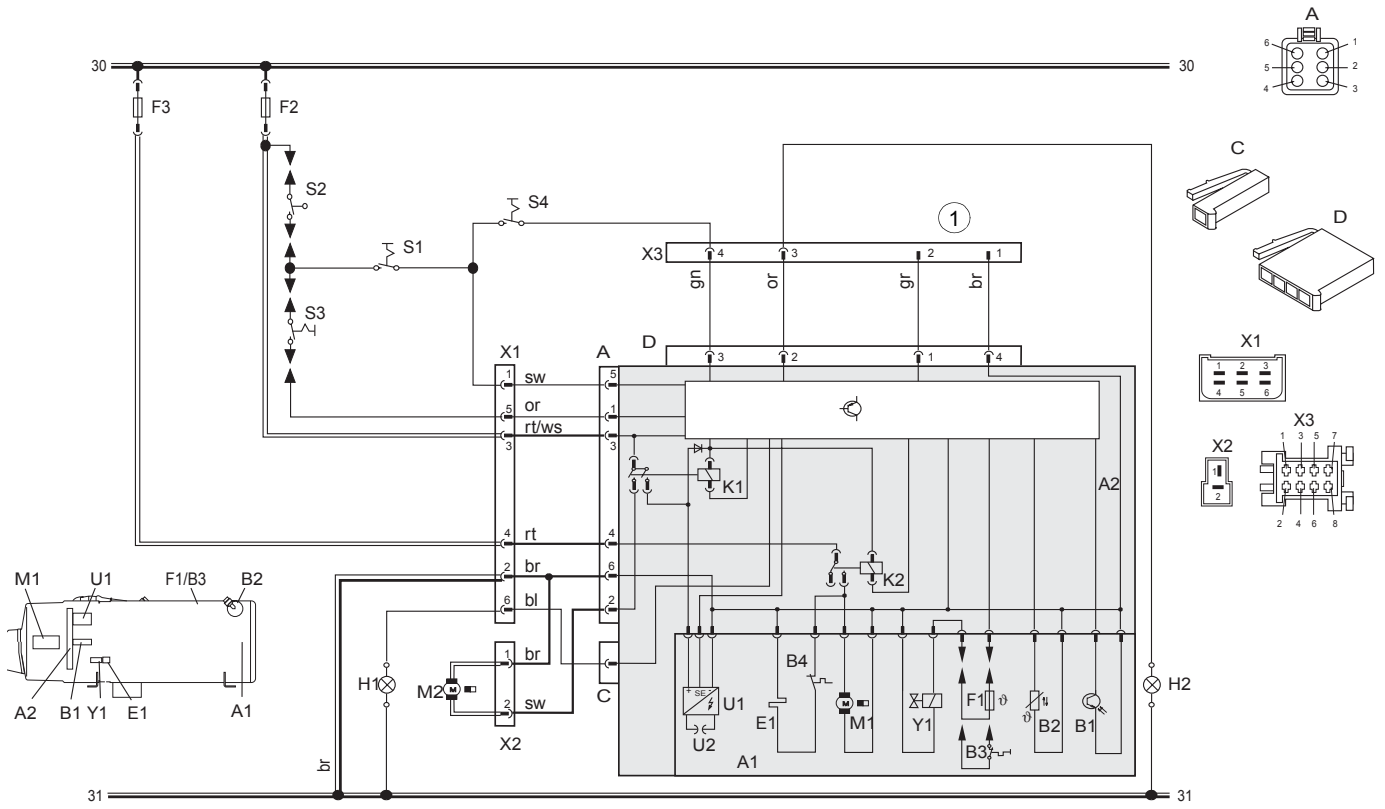 A
6 1
5 2
4 3
30 30
F3 F2
C
S2
S4
1
D
S1
X3 4 3 2 1
gn or gr br
S3
X1 A D 3 2 1 4
X1
1 2 3
4 5 6
1 sw 5
5 or 1
rt/ws
3 3
X3
1 3 5 7
X2
1
2
2 4 6 8
K1 A2
4 rt 4
2 br 6
K2
M1 U1 F1/B3 B2
6 bl 2
1 br
B4
H1 M2 M C H2
+ SE -
U1 E1 M M1 Y1 F1 ϑ ϑ B2 B1
2 sw
A2 B1 Y1 E1 A1
U2
X2 B3
A1
br
31 31